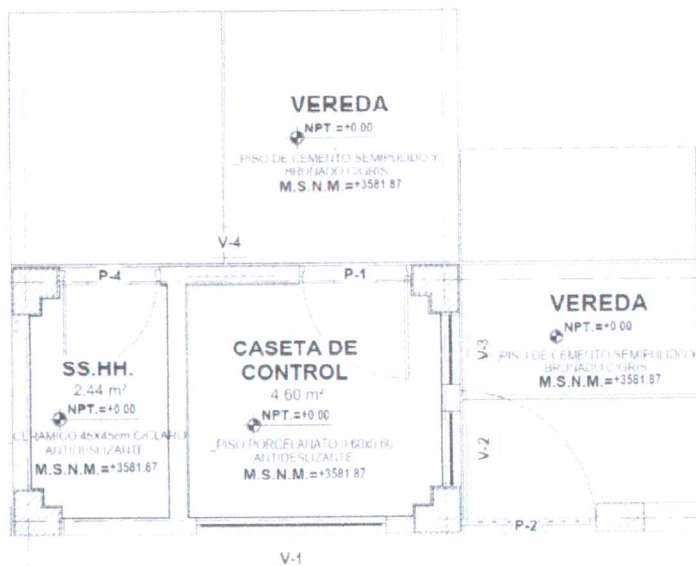 VEREDA
NPT.=+0.00
_PISO DE CEMENTO SEMIPULIDO Y
BRUÑADO C/GRIS
M.S.N.M.=+3581.87
V-4
P-4
P-1
SS.HH.
2.44 m²
NPT.=+0.00
CERAMICO 45X45cm C/CLARO
ANTIDESLIZANTE
M.S.N.M.=+3581.87
CASETA DE
CONTROL
4.60 m²
NPT.=+0.00
_PISO PORCELANATO 0.60x0.60
ANTIDESLIZANTE
M.S.N.M.=+3581.87
V-3
V-2
VEREDA
NPT.=+0.00
_PISO DE CEMENTO SEMIPULIDO Y
BRUÑADO C/GRIS
M.S.N.M.=+3581.87
P-2
V-1